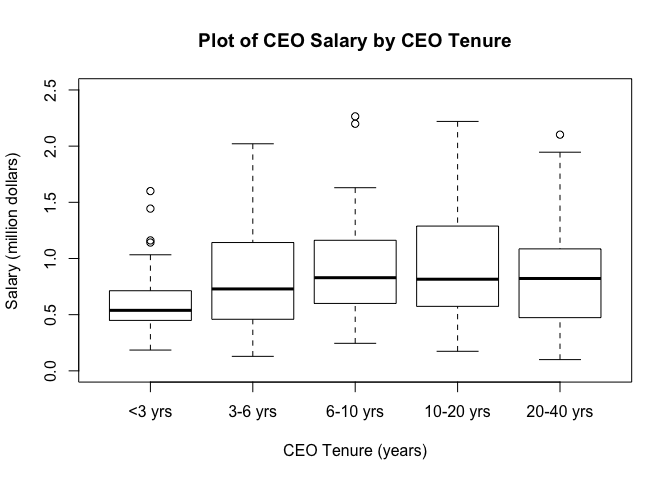 Plot of CEO Salary by CEO Tenure
Salary (million dollars)
2.5
2.0
1.5
1.0
0.5
0.0
<3 yrs 3-6 yrs 6-10 yrs 10-20 yrs 20-40 yrs
CEO Tenure (years)